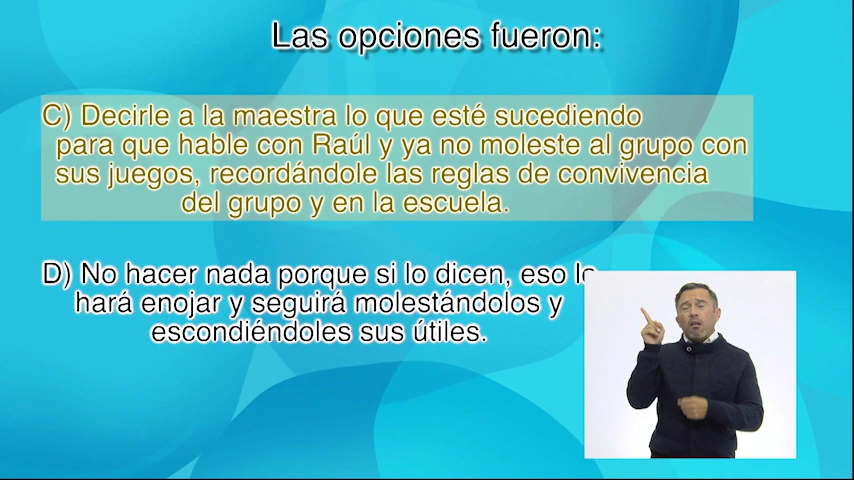 Las opciones fueron:
C) Decirle a la maestra lo que esté sucediendo
para que hable con Raúl y ya no moleste al grupo con
sus juegos, recordándole las reglas de convivencia
del grupo y en la escuela.
D) No hacer nada porque si lo dicen, eso lo
hará enojar y seguirá molestándolos y
escondiéndoles sus útiles.